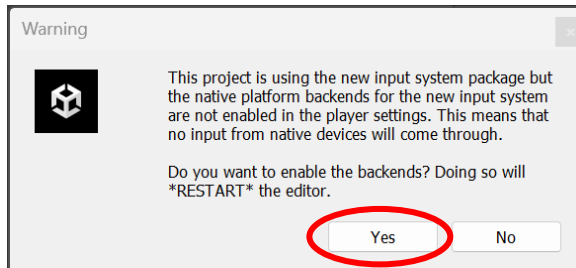 Warning
This project is using the new input system package but
the native platform backends for the new input system
are not enabled in the player settings. This means that
no input from native devices will come through.
Do you want to enable the backends? Doing so will
*RESTART* the editor.
Yes
No